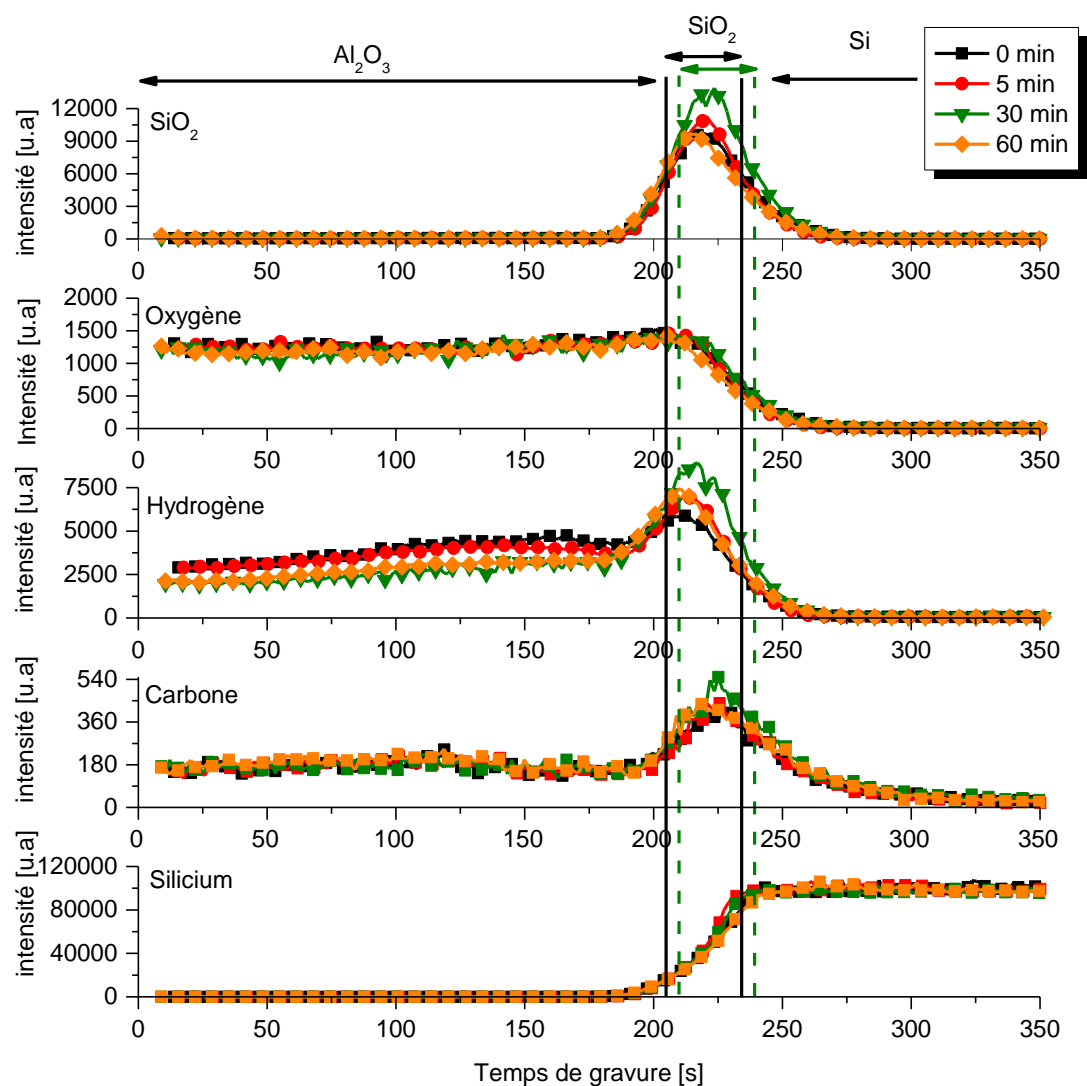 Al₂O₃ SiO₂ Si
0 min
5 min
30 min
60 min
intensité [u.a]
SiO₂
12000
9000
6000
3000
0
0 50 100 150 200 250 300 350
Intensité [u.a]
Oxygène
2000
1500
1000
500
0
0 50 100 150 200 250 300 350
intensité [u.a]
Hydrogène
7500
5000
2500
0
0 50 100 150 200 250 300 350
intensité [u.a]
Carbone
540
360
180
0
0 50 100 150 200 250 300 350
intensité [u.a]
Silicium
120000
80000
40000
0
0 50 100 150 200 250 300 350
Temps de gravure [s]